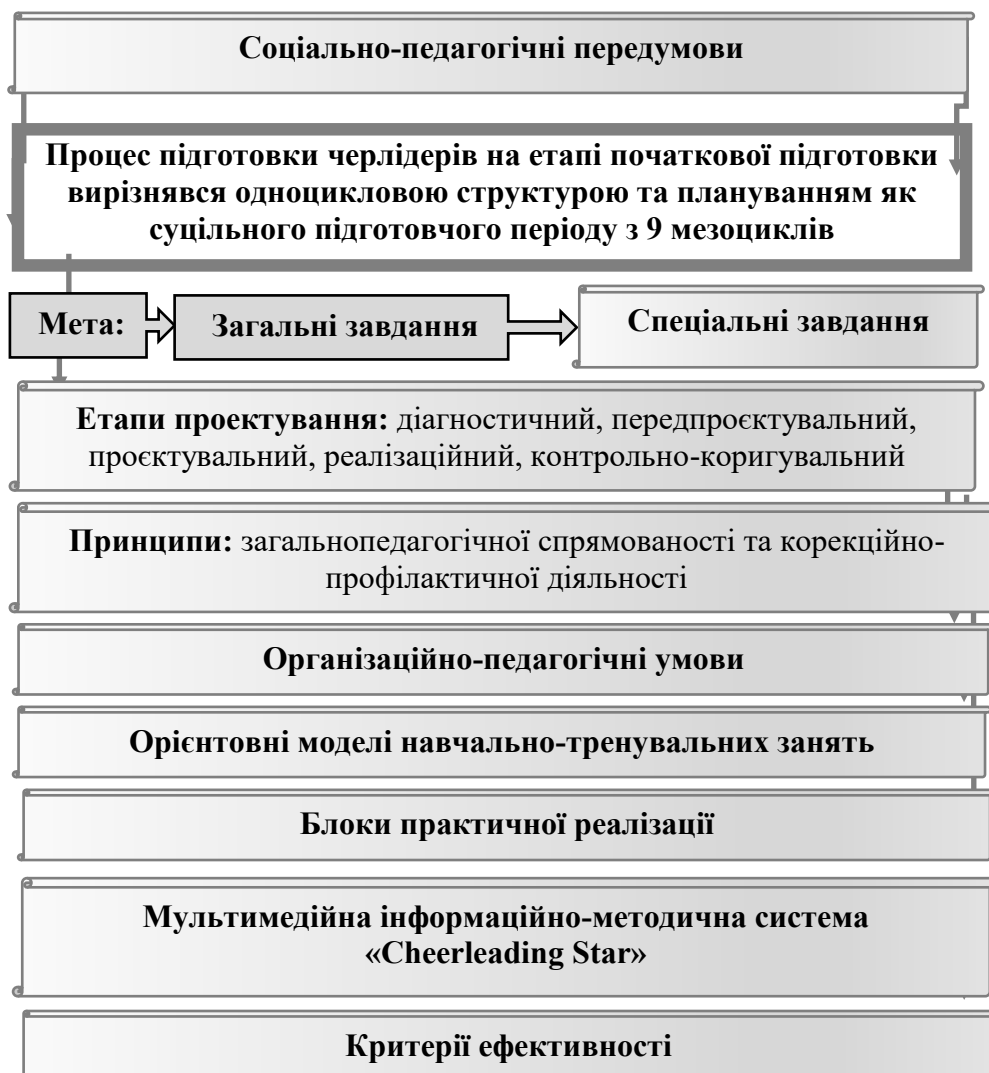 Соціально-педагогічні передумови
Процес підготовки черлідерів на етапі початкової підготовки
вирізнявся одноцикловою структурою та плануванням як
суцільного підготовчого періоду з 9 мезоциклів
Мета:
Загальні завдання
Спеціальні завдання
Етапи проектування: діагностичний, передпроєктувальний,
проєктувальний, реалізаційний, контрольно-коригувальний
Принципи: загальнопедагогічної спрямованості та корекційно-
профілактичної діяльності
Організаційно-педагогічні умови
Орієнтовні моделі навчально-тренувальних занять
Блоки практичної реалізації
Мультимедійна інформаційно-методична система
«Cheerleading Star»
Критерії ефективності